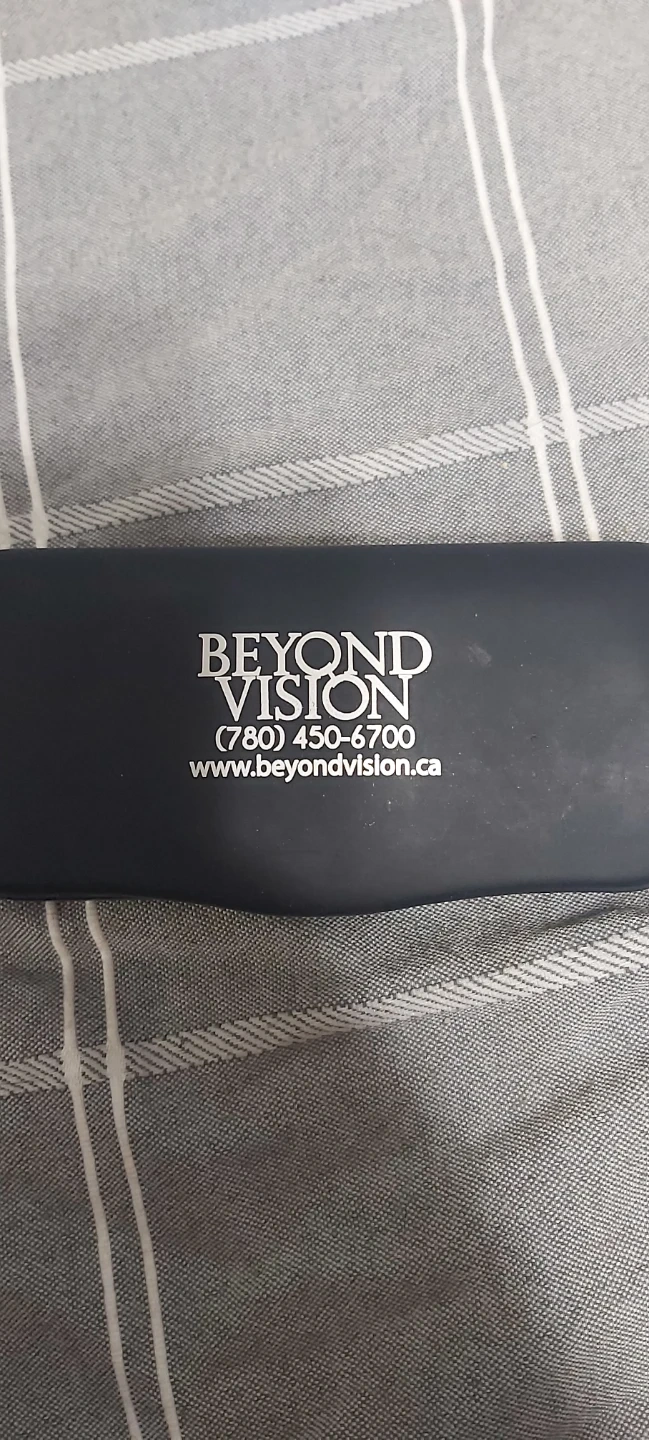 BEYOND
VISION
(780) 450-6700
www.beyondvision.ca